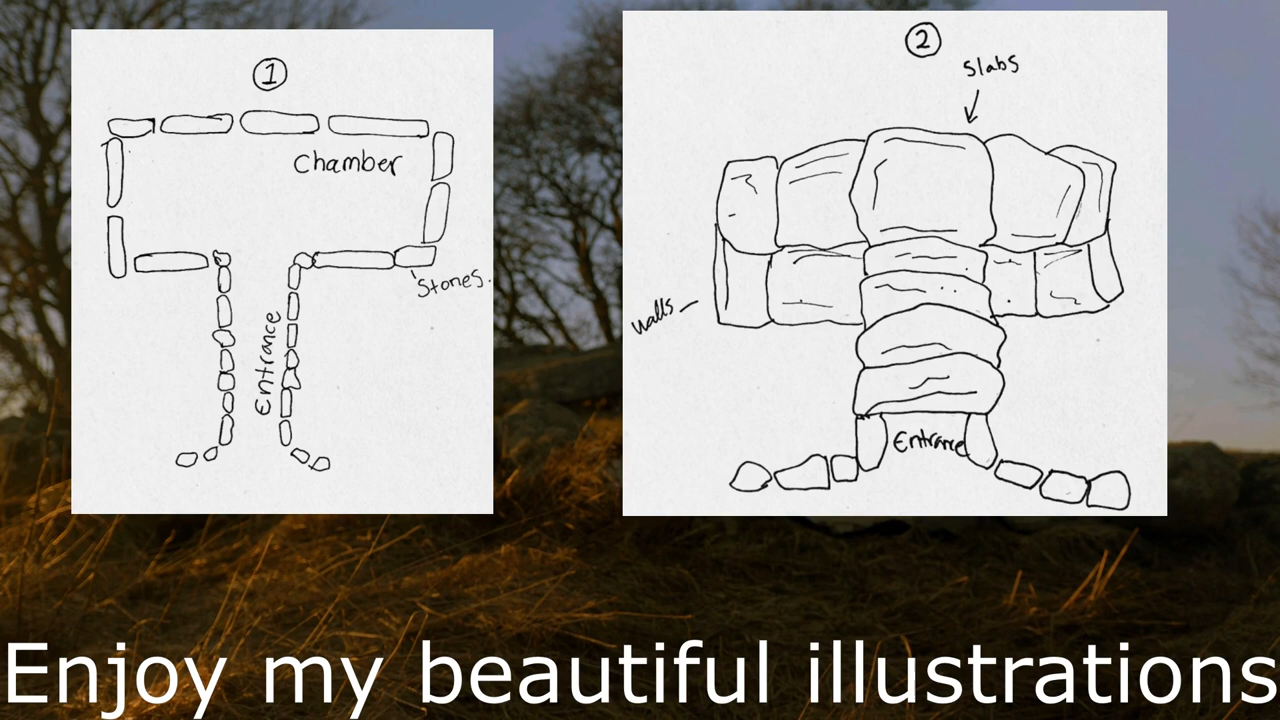 1
Chamber
Stones.
Entrance
2
Slabs
Walls
Entrance
Enjoy my beautiful illustrations